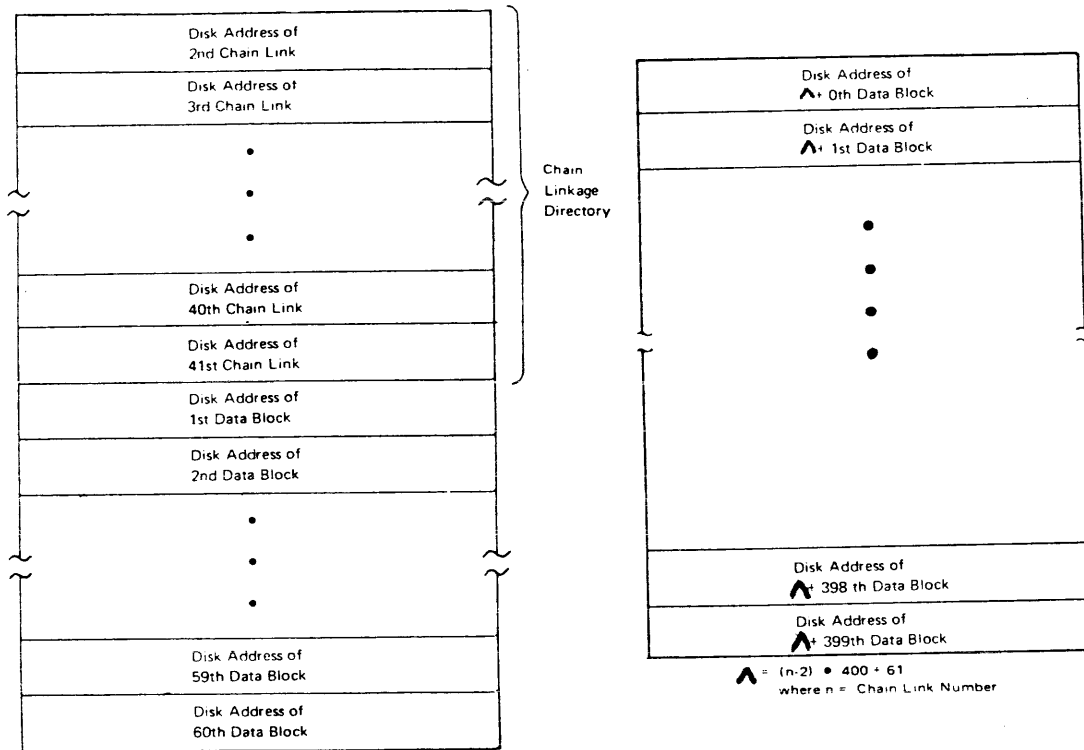 Disk Address of
2nd Chain Link
Disk Address of
3rd Chain Link
Chain
Linkage
Directory
Disk Address of
40th Chain Link
Disk Address of
41st Chain Link
Disk Address of
1st Data Block
Disk Address of
2nd Data Block
Disk Address of
59th Data Block
Disk Address of
60th Data Block
Disk Address of
Λ+ 0th Data Block
Disk Address of
Λ+ 1st Data Block
Disk Address of
Λ+ 398 th Data Block
Disk Address of
Λ+ 399th Data Block
Λ = (n-2) • 400 + 61
where n = Chain Link Number